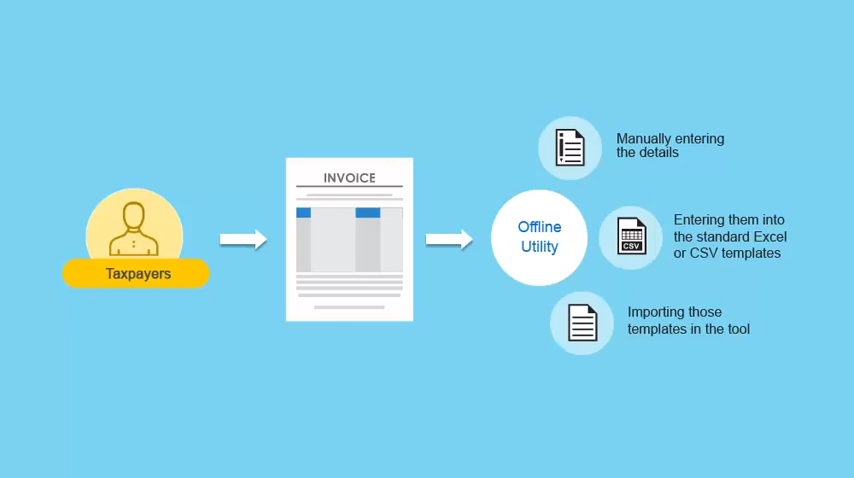 Taxpayers
INVOICE
Offline
Utility
Manually entering
the details
CSV
Entering them into
the standard Excel
or CSV templates
Importing those
templates in the tool